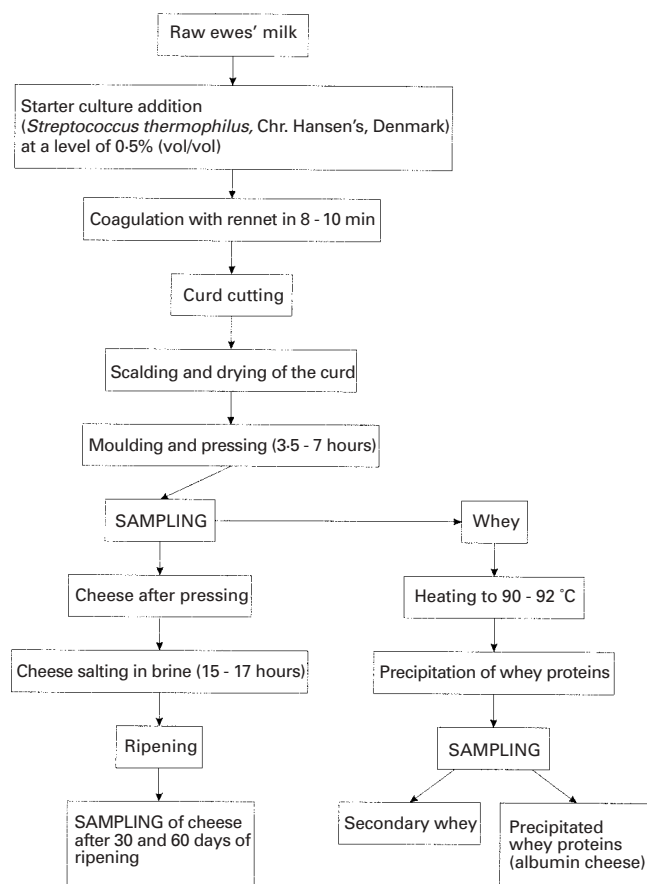 Raw ewes' milk
Starter culture addition
(Streptococcus thermophilus, Chr. Hansen's, Denmark)
at a level of 0·5% (vol/vol)
Coagulation with rennet in 8 - 10 min
Curd cutting
Scalding and drying of the curd
Moulding and pressing (3·5 - 7 hours)
SAMPLING
Whey
Cheese after pressing
Heating to 90 - 92 ˚C
Cheese salting in brine (15 - 17 hours)
Precipitation of whey proteins
Ripening
SAMPLING
SAMPLING of cheese
after 30 and 60 days of
ripening
Secondary whey
Precipitated
whey proteins
(albumin cheese)